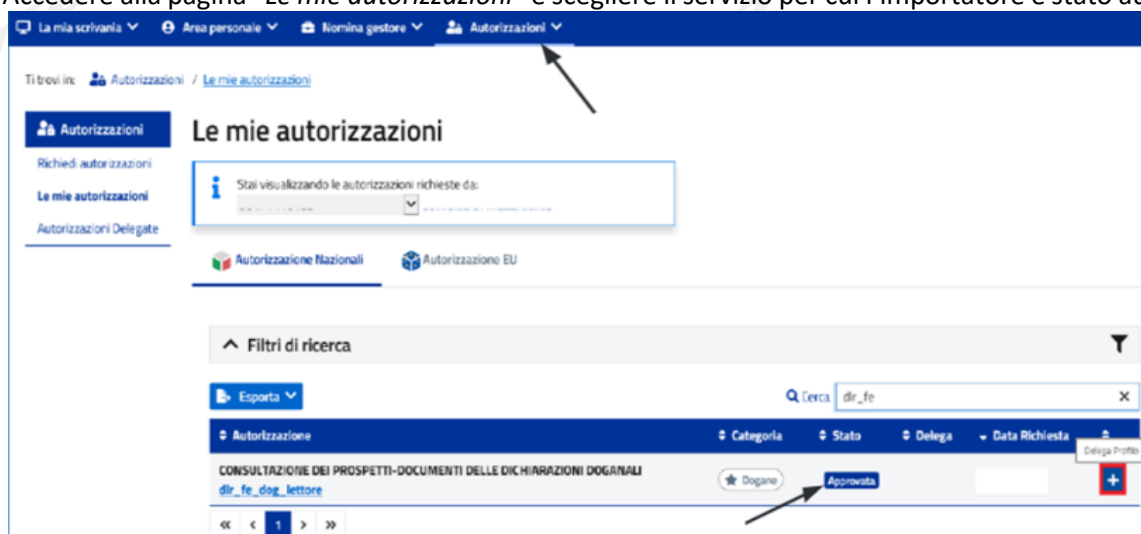 Accedere alla pagina "Le mie autorizzazioni" e scegliere il servizio per cui l'importatore è stato
La mia scrivania Area personale Nomina gestore Autorizzazioni
Ti trovi in: Autorizzazioni / Le mie autorizzazioni
Autorizzazioni
Le mie autorizzazioni
Richiedi autorizzazioni
Le mie autorizzazioni
Autorizzazioni Delegate
Stai visualizzando le autorizzazioni richieste da:
Autorizzazione Nazionali Autorizzazione EU
Filtri di ricerca
Esporta
Cerca dlr_fe
Autorizzazione Categoria Stato Delega Data Richiesta
Delega Profilo
CONSULTAZIONE DEI PROSPETTI-DOCUMENTI DELLE DICHIARAZIONI DOGANALI
dlr_fe_dog_lettore
Dogane Approvata +
« < 1 > »